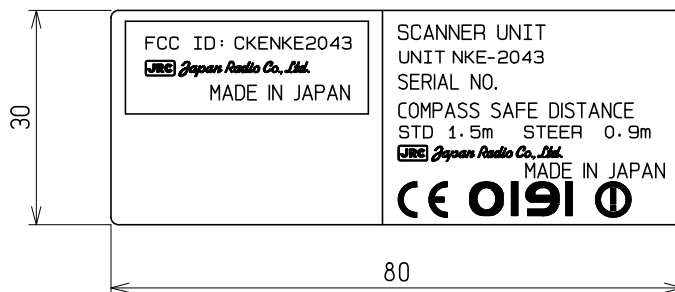 FCC ID: CKENKE2043
JRC Japan Radio Co., Ltd.
MADE IN JAPAN
SCANNER UNIT
UNIT NKE-2043
SERIAL NO.
COMPASS SAFE DISTANCE
STD 1.5m STEER 0.9m
JRC Japan Radio Co., Ltd.
MADE IN JAPAN
CE 0191
30
80